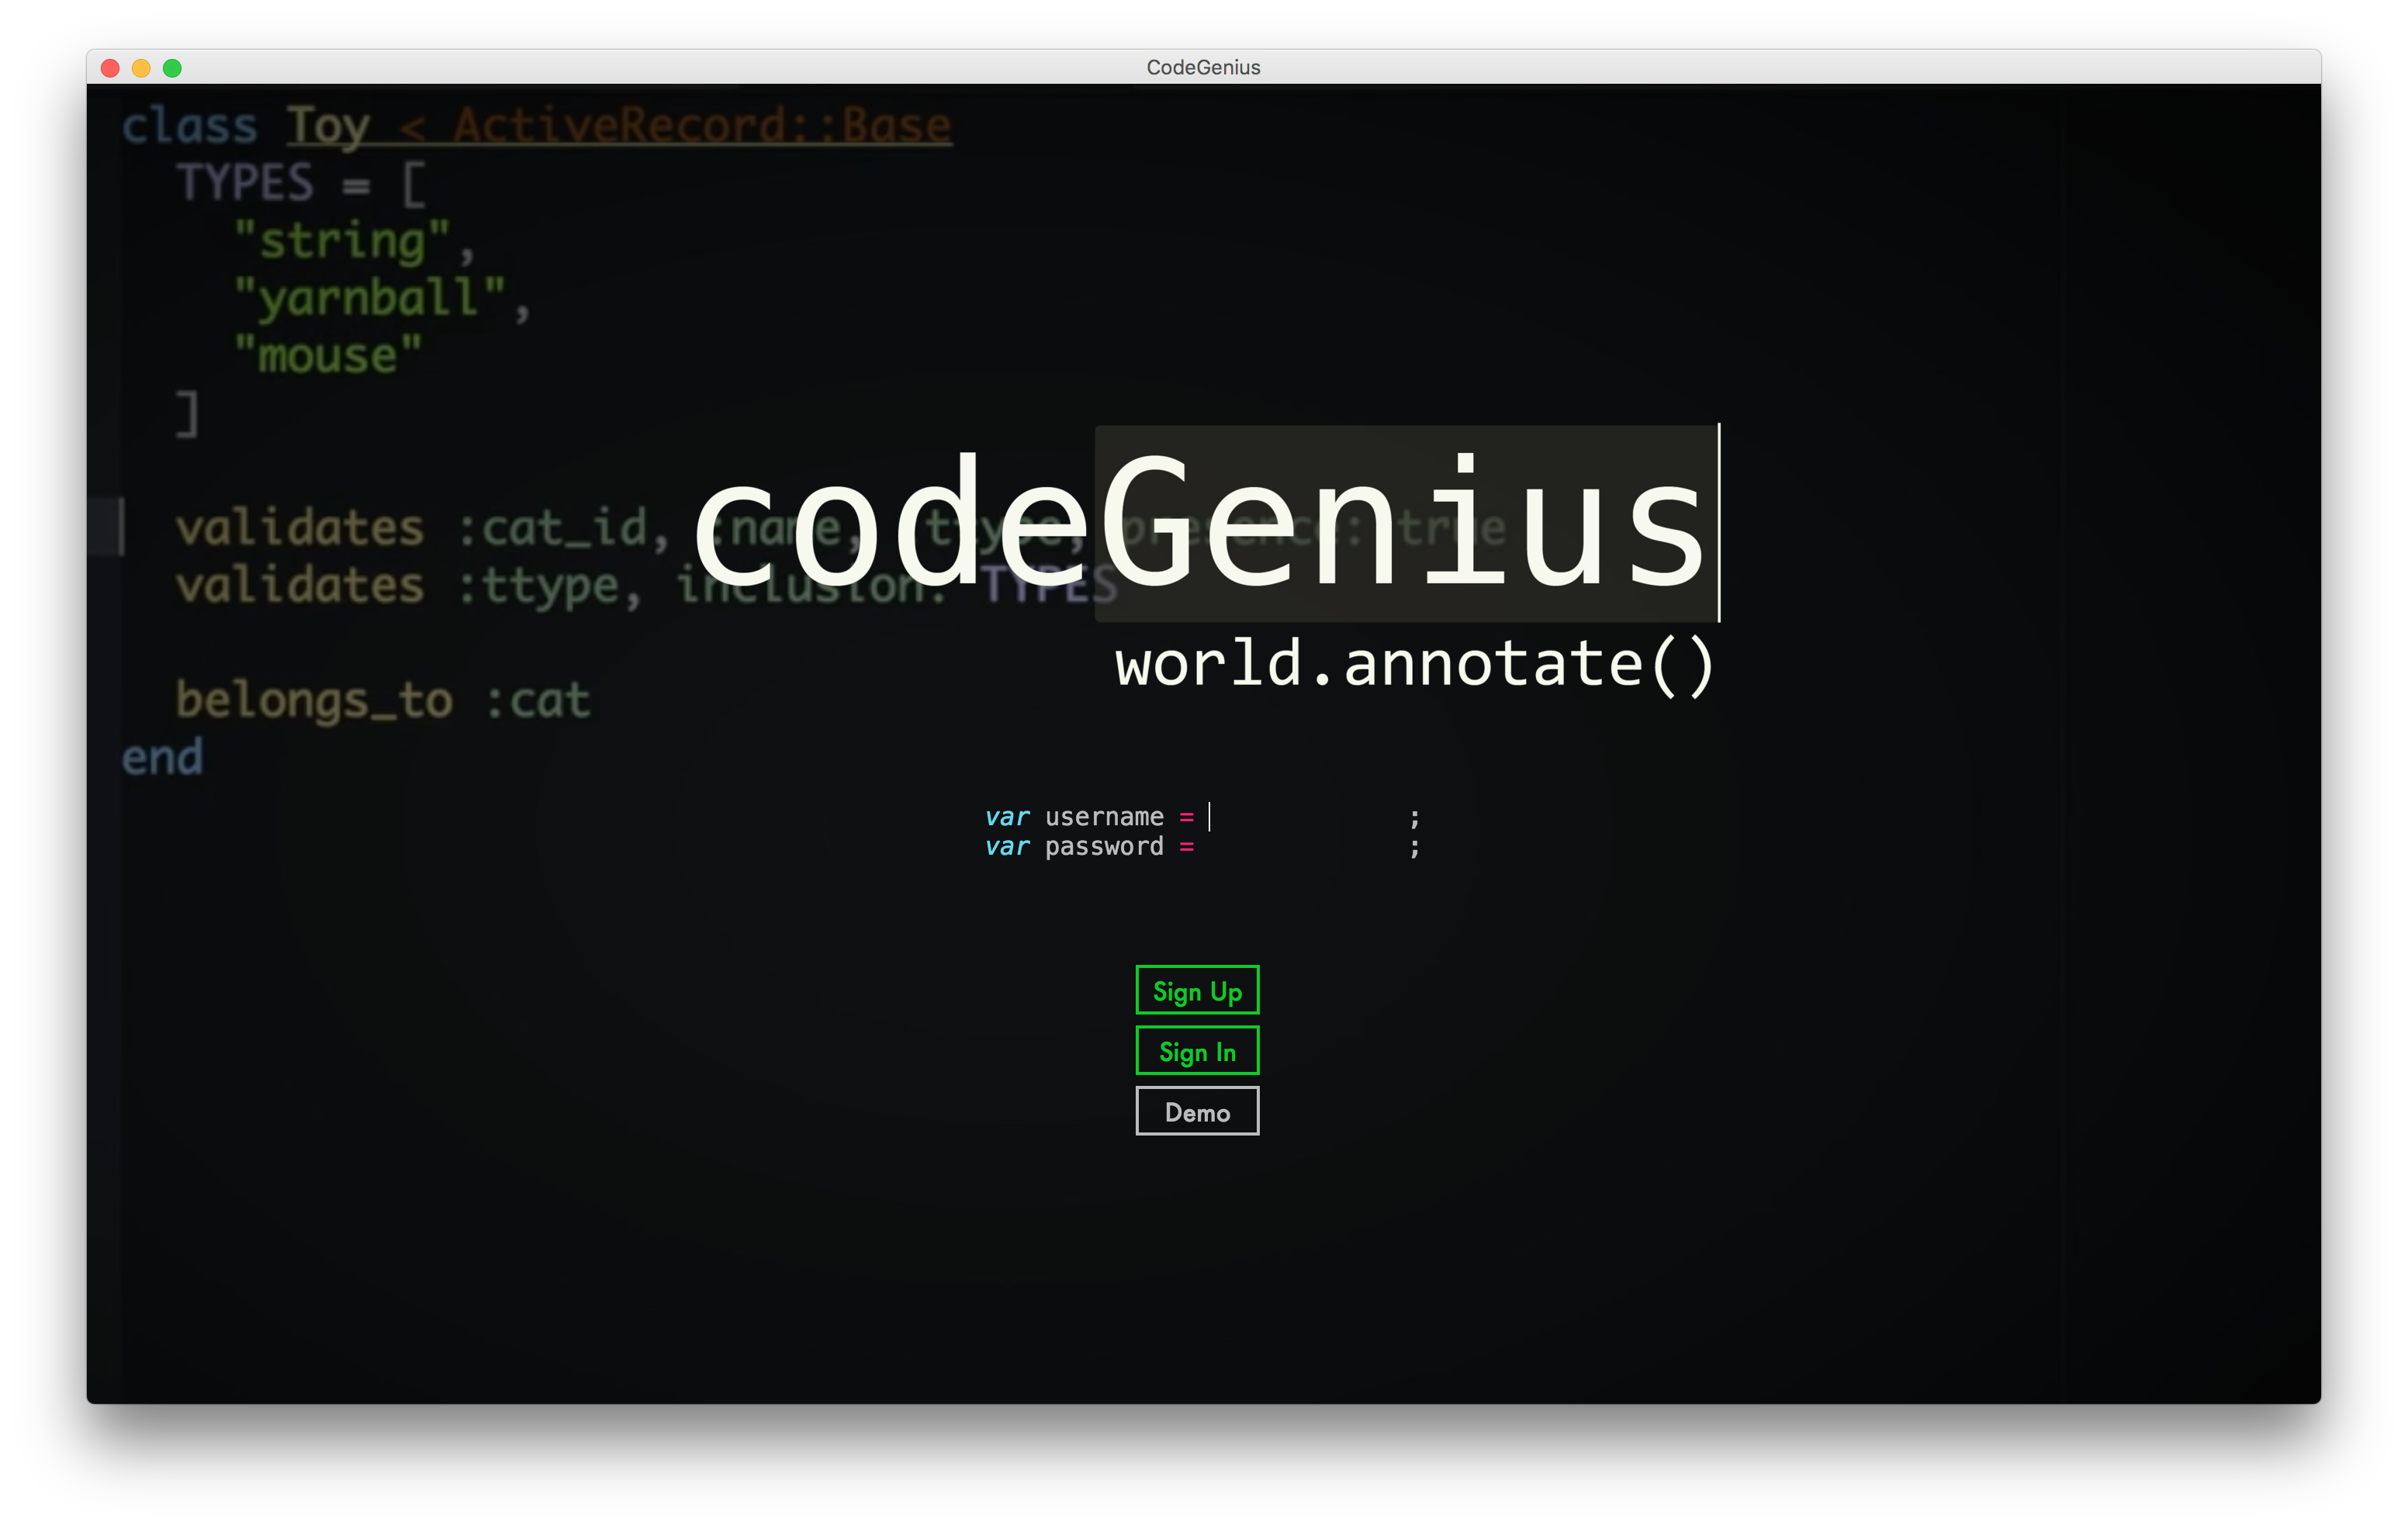 CodeGenius
class Toy < ActiveRecord::Base
TYPES = [
"string",
"yarnball",
"mouse"
]
validates :cat_id, :name, :ttype, presence: true
validates :ttype, inclusion: TYPES
belongs_to :cat
end
codeGenius
world.annotate()
var username = ;
var password = ;
Sign Up
Sign In
Demo